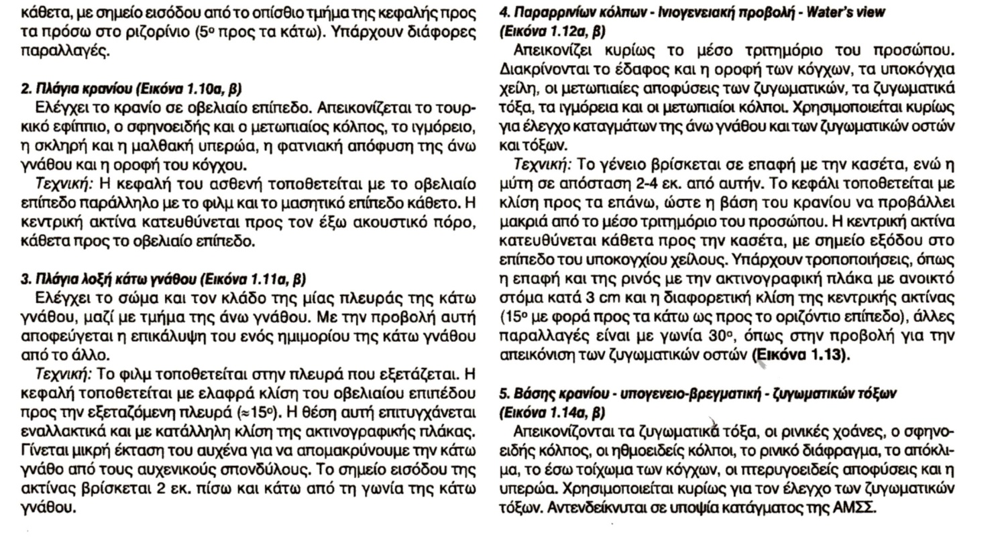 κάθετα, με σημείο εισόδου από το οπίσθιο τμήμα της κεφαλής προς
τα πρόσω στο ριζορίνιο (5º προς τα κάτω). Υπάρχουν διάφορες
παραλλαγές.
2. Πλάγια κρανίου (Εικόνα 1.10α, β)
Ελέγχει το κρανίο σε οβελιαίο επίπεδο. Απεικονίζεται το τουρ-
κικό εφίππιο, ο σφηνοειδής και ο μετωπιαίος κόλπος, το ιγμόρειο,
η σκληρή και η μαλθακή υπερώα, η φατνιακή απόφυση της άνω
γνάθου και η οροφή του κόγχου.
Τεχνική: Η κεφαλή του ασθενή τοποθετείται με το οβελιαίο
επίπεδο παράλληλο με το φιλμ και το μασητικό επίπεδο κάθετο. Η
κεντρική ακτίνα κατευθύνεται προς τον έξω ακουστικό πόρο,
κάθετα προς το οβελιαίο επίπεδο.
3. Πλάγια λοξή κάτω γνάθου (Εικόνα 1.11α, β)
Ελέγχει το σώμα και τον κλάδο της μίας πλευράς της κάτω
γνάθου, μαζί με τμήμα της άνω γνάθου. Με την προβολή αυτή
αποφεύγεται η επικάλυψη του ενός ημιμορίου της κάτω γνάθου
από το άλλο.
Τεχνική: Το φιλμ τοποθετείται στην πλευρά που εξετάζεται. Η
κεφαλή τοποθετείται με ελαφρά κλίση του οβελιαίου επιπέδου
προς την εξεταζόμενη πλευρά (≈15º). Η θέση αυτή επιτυγχάνεται
εναλλακτικά και με κατάλληλη κλίση της ακτινογραφικής πλάκας.
Γίνεται μικρή έκταση του αυχένα για να απομακρύνουμε την κάτω
γνάθο από τους αυχενικούς σπονδύλους. Το σημείο εισόδου της
ακτίνας βρίσκεται 2 εκ. πίσω και κάτω από τη γωνία της κάτω
γνάθου.
4. Παραρρινίων κόλπων - Ινιογενειακή προβολή - Water's view
(Εικόνα 1.12α, β)
Απεικονίζει κυρίως το μέσο τριτημόριο του προσώπου.
Διακρίνονται το έδαφος και η οροφή των κόγχων, τα υποκόγχια
χείλη, οι μετωπιαίες αποφύσεις των ζυγωματικών, τα ζυγωματικά
τόξα, τα ιγμόρεια και οι μετωπιαίοι κόλποι. Χρησιμοποιείται κυρίως
για έλεγχο καταγμάτων της άνω γνάθου και των ζυγωματικών οστών
και τόξων.
Τεχνική: Το γένειο βρίσκεται σε επαφή με την κασέτα, ενώ η
μύτη σε απόσταση 2-4 εκ. από αυτήν. Το κεφάλι τοποθετείται με
κλίση προς τα επάνω, ώστε η βάση του κρανίου να προβάλλει
μακριά από το μέσο τριτημόριο του προσώπου. Η κεντρική ακτίνα
κατευθύνεται κάθετα προς την κασέτα, με σημείο εξόδου στο
επίπεδο του υποκογχίου χείλους. Υπάρχουν τροποποιήσεις, όπως
η επαφή και της ρινός με την ακτινογραφική πλάκα με ανοικτό
στόμα κατά 3 cm και η διαφορετική κλίση της κεντρικής ακτίνας
(15º με φορά προς τα κάτω ως προς το οριζόντιο επίπεδο), άλλες
παραλλαγές είναι με γωνία 30º, όπως στην προβολή για την
απεικόνιση των ζυγωματικών οστών (Εικόνα 1.13).
5. Βάσης κρανίου - υπογενειο-βρεγματική - ζυγωματικών τόξων
(Εικόνα 1.14α, β)
Απεικονίζονται τα ζυγωματικά τόξα, οι ρινικές χοάνες, ο σφηνο-
ειδής κόλπος, οι ηθμοειδείς κόλποι, το ρινικό διάφραγμα, το απόκλι-
μα, το έσω τοίχωμα των κόγχων, οι πτερυγοειδείς αποφύσεις και η
υπερώα. Χρησιμοποιείται κυρίως για τον έλεγχο των ζυγωματικών
τόξων. Αντενδείκνυται σε υποψία κατάγματος της ΑΜΣΣ.